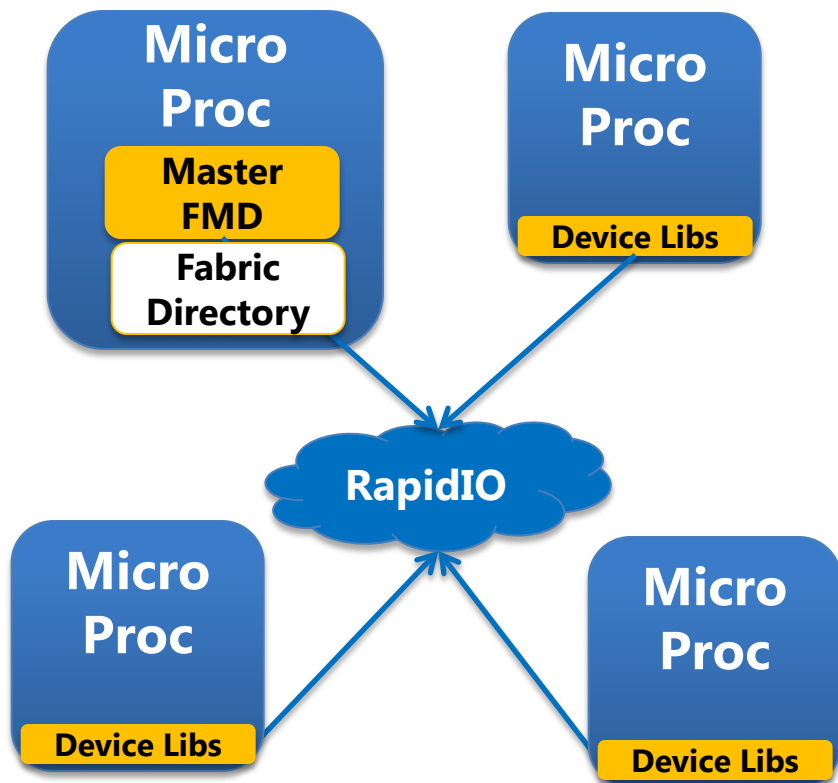 Micro
Proc
Master
FMD
Fabric
Directory
Micro
Proc
Device Libs
RapidIO
Micro
Proc
Device Libs
Micro
Proc
Device Libs